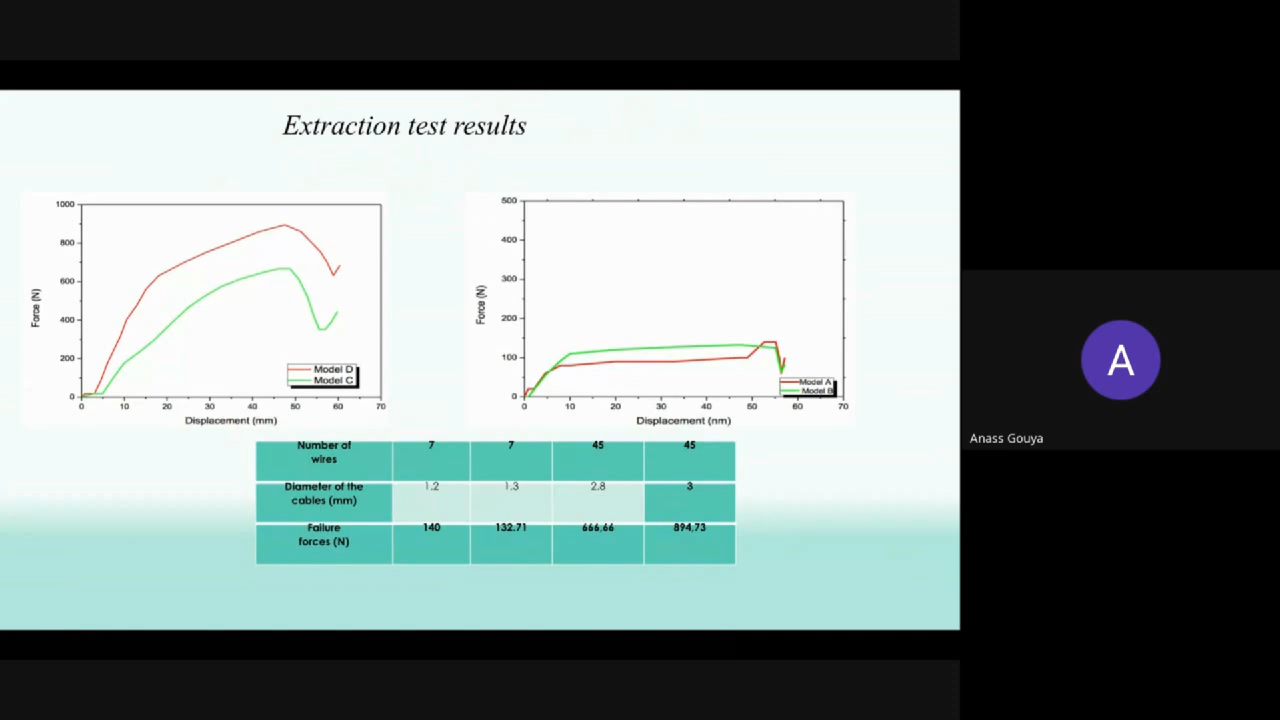 Extraction test results
1000
800
600
400
200
0
Force (N)
0 10 20 30 40 50 60 70
Displacement (mm)
Model D
Model C
500
400
300
200
100
0
Force (N)
0 10 20 30 40 50 60 70
Displacement (nm)
Model A
Model B
Number of wires 7 7 45 45
Diameter of the cables (mm) 1.2 1.3 2.8 3
Failure forces (N) 140 132.71 666,66 894,73
A
Anass Gouya